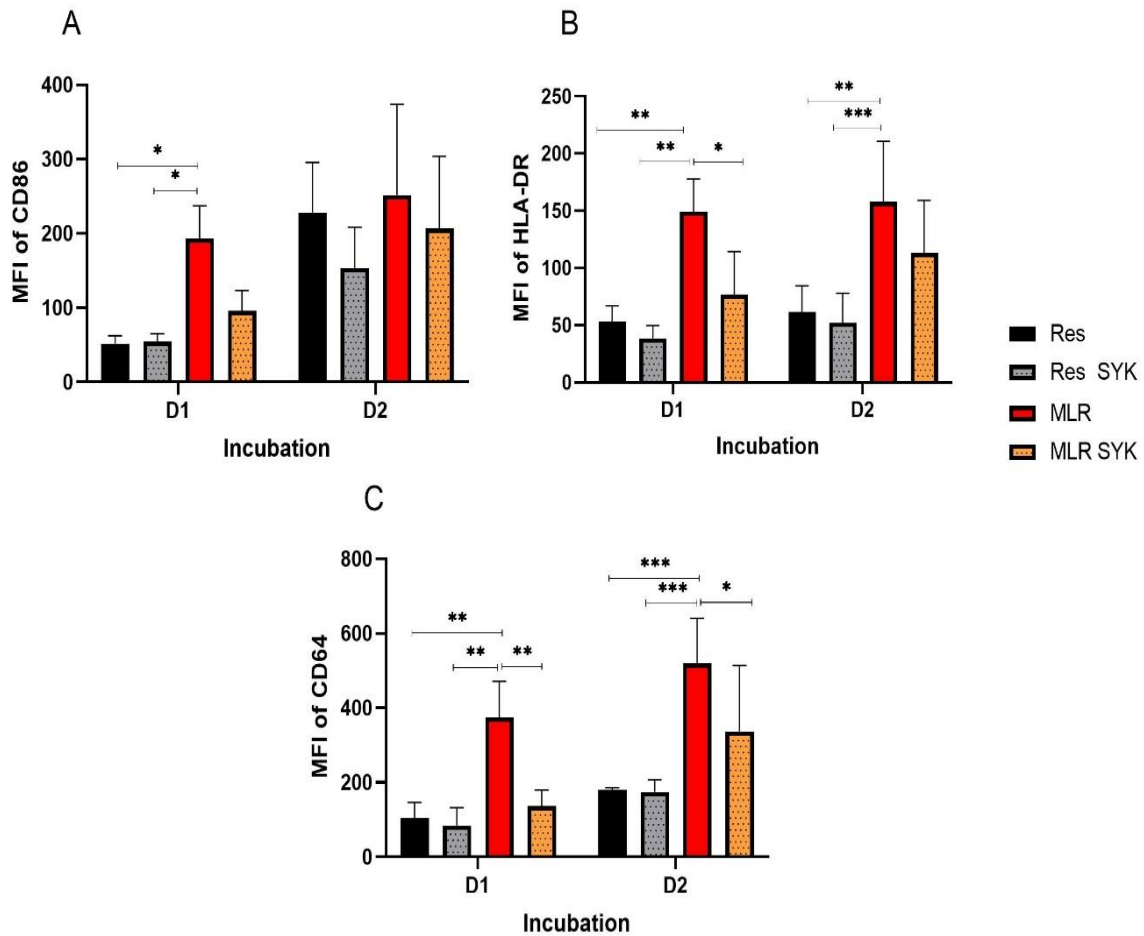 A
MFI of CD86
400
300
200
100
0
*
*
D1
D2
Incubation
B
MFI of HLA-DR
250
200
150
100
50
0
**
**
*
**
***
D1
D2
Incubation
Res
Res SYK
MLR
MLR SYK
C
MFI of CD64
800
600
400
200
0
**
**
**
***
***
*
D1
D2
Incubation